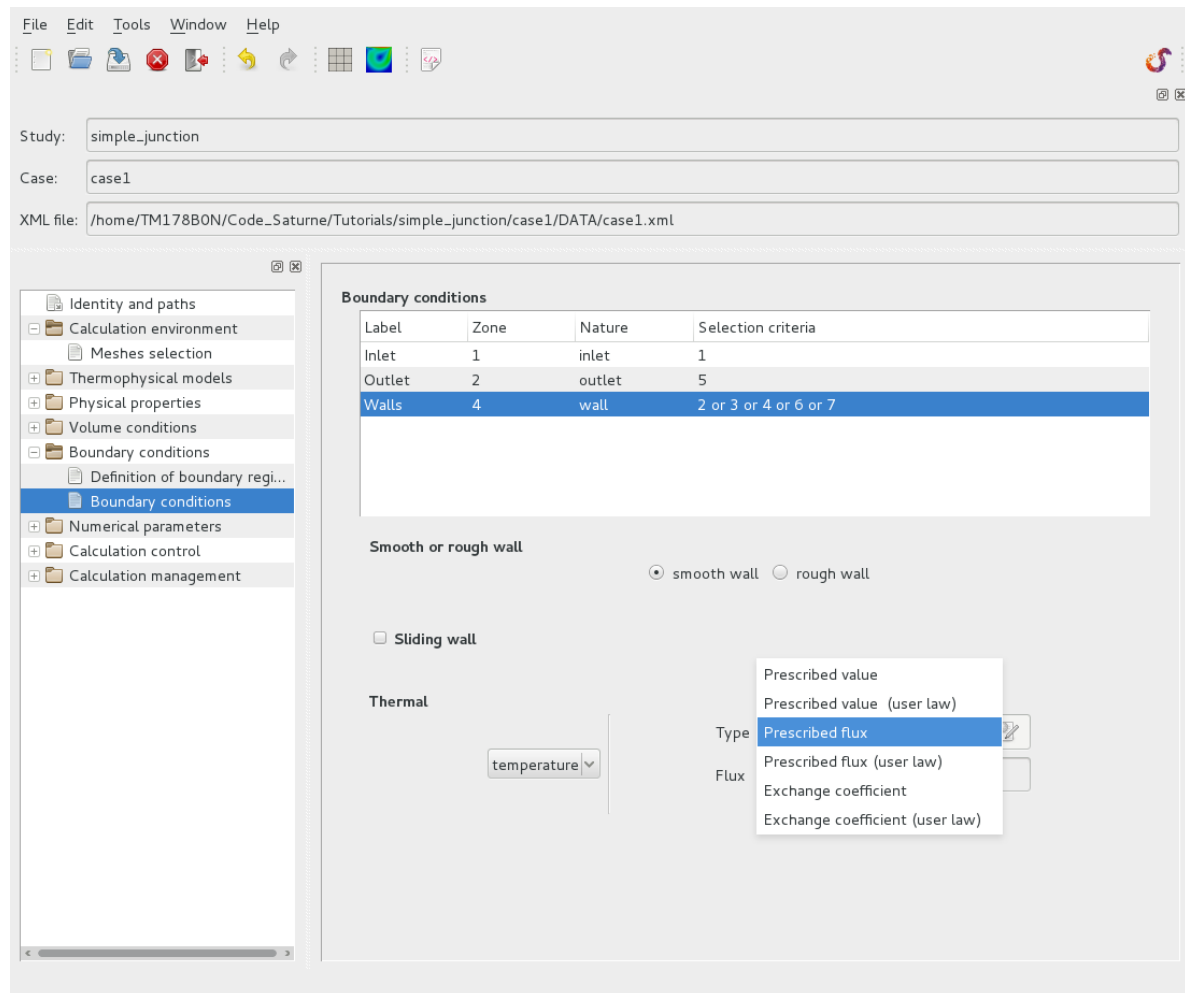 File Edit Tools Window Help
Study: simple_junction
Case: case1
XML file: /home/TM178B0N/Code_Saturne/Tutorials/simple_junction/case1/DATA/case1.xml
Identity and paths
Calculation environment
Meshes selection
Thermophysical models
Physical properties
Volume conditions
Boundary conditions
Definition of boundary regi...
Boundary conditions
Numerical parameters
Calculation control
Calculation management
Boundary conditions
Label Zone Nature Selection criteria
Inlet 1 inlet 1
Outlet 2 outlet 5
Walls 4 wall 2 or 3 or 4 or 6 or 7
Smooth or rough wall
smooth wall rough wall
Sliding wall
Thermal
temperature
Type
Flux
Prescribed value
Prescribed value (user law)
Prescribed flux
Prescribed flux (user law)
Exchange coefficient
Exchange coefficient (user law)